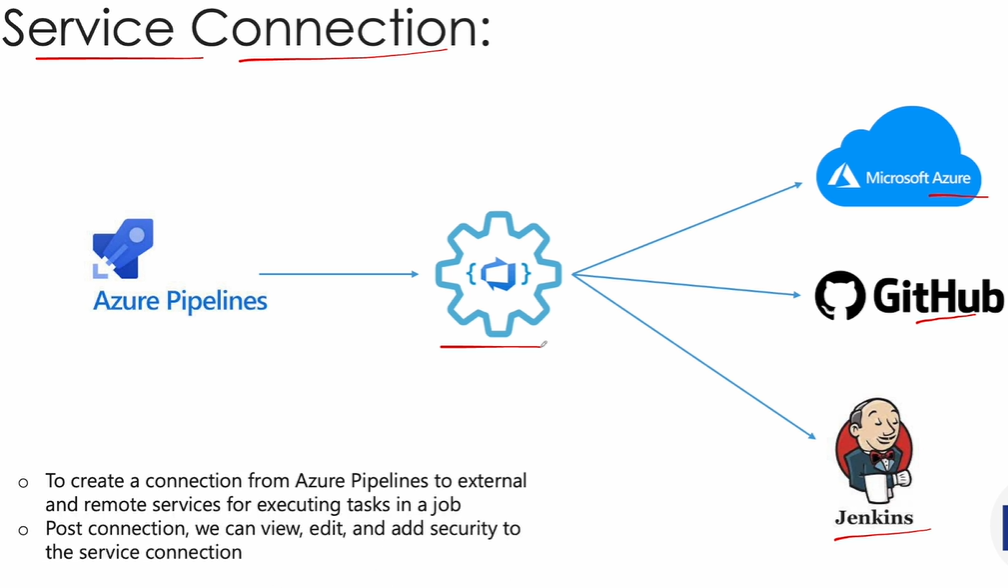 Service Connection:
Microsoft Azure
Azure Pipelines
{ }
GitHub
Jenkins
o To create a connection from Azure Pipelines to external
and remote services for executing tasks in a job
o Post connection, we can view, edit, and add security to
the service connection